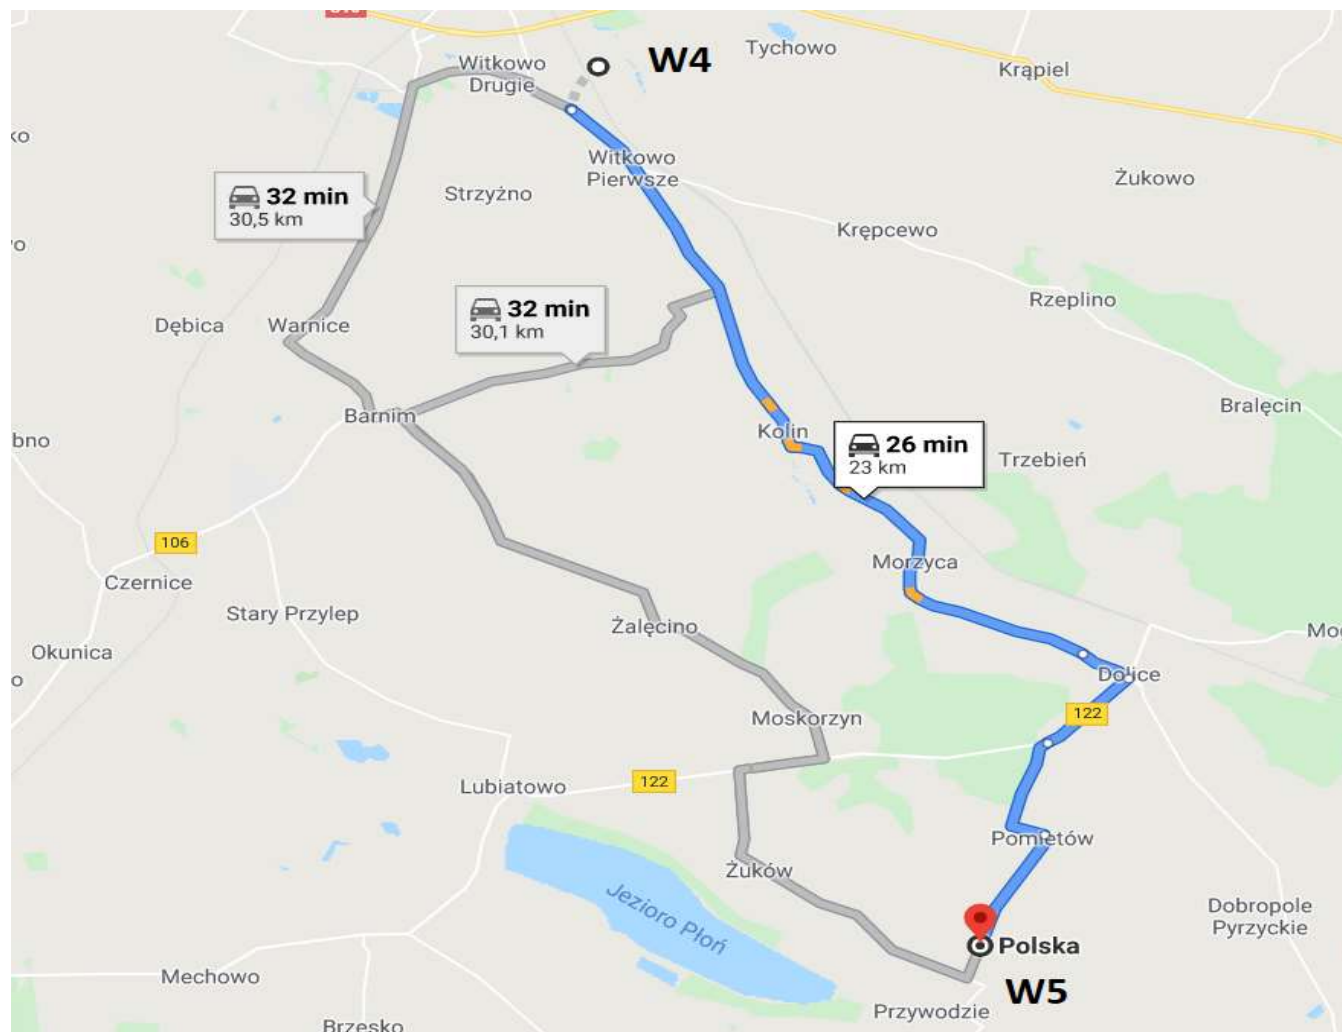 W4
Tychowo
Witkowo
Drugie
Krąpiel
Witkowo
Pierwsze
Żukowo
32 min
30,5 km
Strzyżno
Krępcewo
Rzeplino
32 min
30,1 km
Dębica
Warnice
Barnim
Bralęcin
Kolin
26 min
23 km
Trzebień
106
Czernice
Morzyca
Stary Przylep
Żalęcino
Okunica
Dolice
122
Moskorzyn
122
Lubiatowo
Pomietów
Żuków
Jezioro Płoń
Dobropole
Pyrzyckie
Polska
Mechowo
W5
Przywodzie
Brzesko